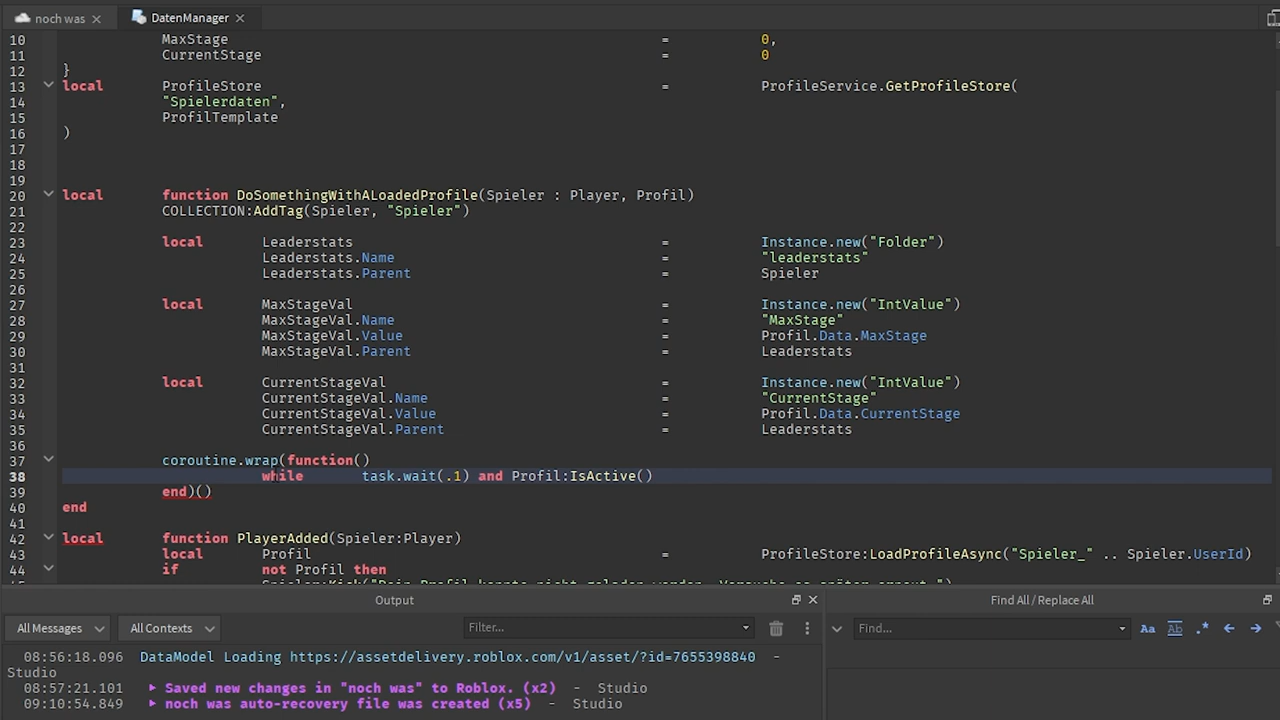 noch was
DatenManager
10 MaxStage = 0,
11 CurrentStage = 0
12 }
13 local ProfileStore = ProfileService.GetProfileStore(
14 "Spielerdaten",
15 ProfilTemplate
16 )
17
18
19
20 local function DoSomethingWithALoadedProfile(Spieler : Player, Profil)
21 COLLECTION:AddTag(Spieler, "Spieler")
22
23 local Leaderstats = Instance.new("Folder")
24 Leaderstats.Name = "leaderstats"
25 Leaderstats.Parent = Spieler
26
27 local MaxStageVal = Instance.new("IntValue")
28 MaxStageVal.Name = "MaxStage"
29 MaxStageVal.Value = Profil.Data.MaxStage
30 MaxStageVal.Parent = Leaderstats
31
32 local CurrentStageVal = Instance.new("IntValue")
33 CurrentStageVal.Name = "CurrentStage"
34 CurrentStageVal.Value = Profil.Data.CurrentStage
35 CurrentStageVal.Parent = Leaderstats
36
37 coroutine.wrap(function()
38 while task.wait(.1) and Profil:IsActive()
39 end)()
40 end
41
42 local function PlayerAdded(Spieler:Player)
43 local Profil = ProfileStore:LoadProfileAsync("Spieler_" .. Spieler.UserId)
44 if not Profil then
Output
Find All / Replace All
All Messages All Contexts Filter...
Find... Aa Ab .*
08:56:18.096 DataModel Loading https://assetdelivery.roblox.com/v1/asset/?id=7655398840 -
Studio
08:57:21.101 Saved new changes in "noch was" to Roblox. (x2) - Studio
09:10:54.849 noch was auto-recovery file was created (x5) - Studio